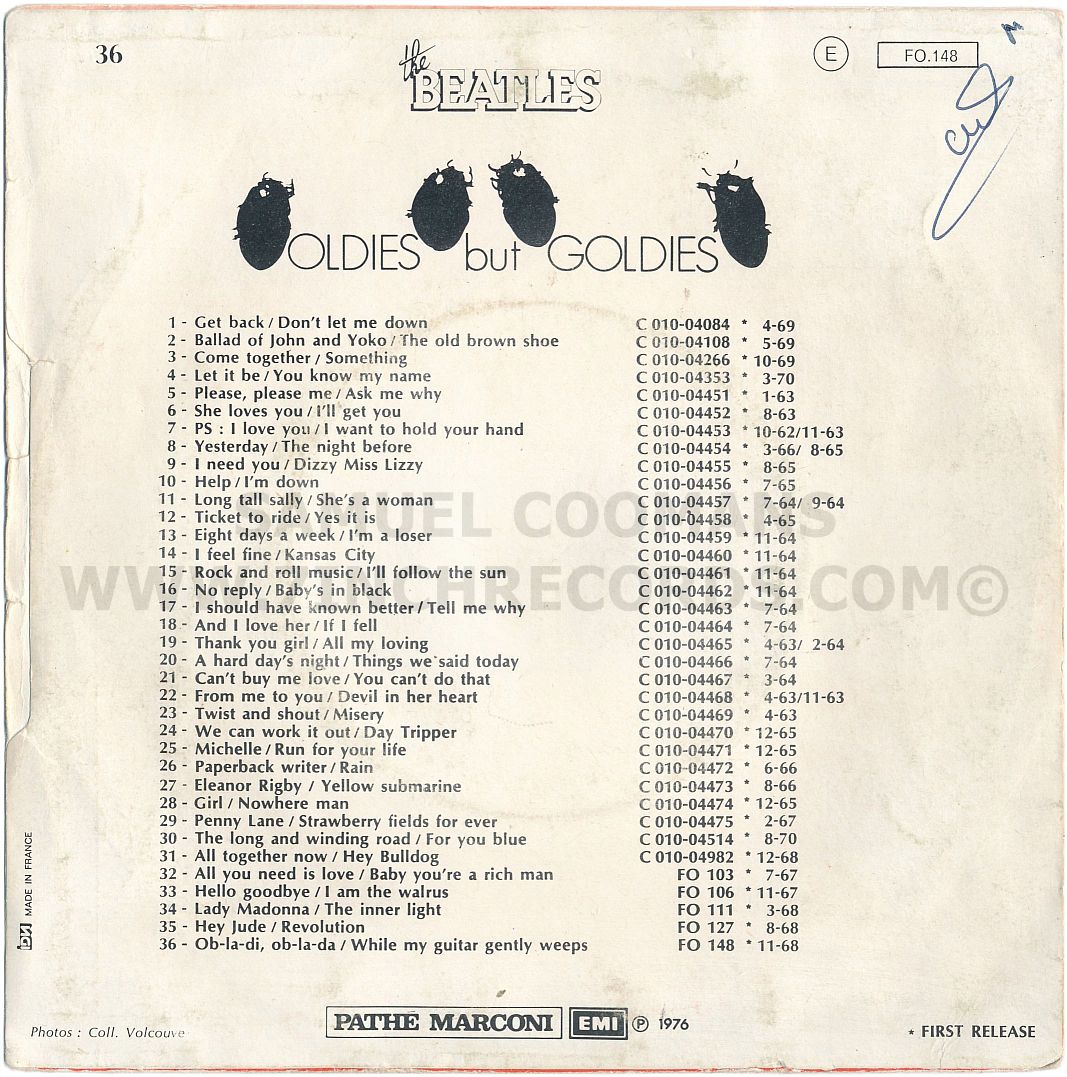 36
the BEATLES
E
FO.148
OLDIES but GOLDIES
1 - Get back / Don't let me down C 010-04084 * 4-69
2 - Ballad of John and Yoko / The old brown shoe C 010-04108 * 5-69
3 - Come together / Something C 010-04266 * 10-69
4 - Let it be / You know my name C 010-04353 * 3-70
5 - Please, please me / Ask me why C 010-04451 * 1-63
6 - She loves you / I'll get you C 010-04452 * 8-63
7 - PS : I love you / I want to hold your hand C 010-04453 * 10-62/11-63
8 - Yesterday / The night before C 010-04454 * 3-66/ 8-65
9 - I need you / Dizzy Miss Lizzy C 010-04455 * 8-65
10 - Help / I'm down C 010-04456 * 7-65
11 - Long tall sally / She's a woman C 010-04457 * 7-64/ 9-64
12 - Ticket to ride / Yes it is C 010-04458 * 4-65
13 - Eight days a week / I'm a loser C 010-04459 * 11-64
14 - I feel fine / Kansas City C 010-04460 * 11-64
15 - Rock and roll music / I'll follow the sun C 010-04461 * 11-64
16 - No reply / Baby's in black C 010-04462 * 11-64
17 - I should have known better / Tell me why C 010-04463 * 7-64
18 - And I love her / If I fell C 010-04464 * 7-64
19 - Thank you girl / All my loving C 010-04465 * 4-63/ 2-64
20 - A hard day's night / Things we said today C 010-04466 * 7-64
21 - Can't buy me love / You can't do that C 010-04467 * 3-64
22 - From me to you / Devil in her heart C 010-04468 * 4-63/11-63
23 - Twist and shout / Misery C 010-04469 * 4-63
24 - We can work it out / Day Tripper C 010-04470 * 12-65
25 - Michelle / Run for your life C 010-04471 * 12-65
26 - Paperback writer / Rain C 010-04472 * 6-66
27 - Eleanor Rigby / Yellow submarine C 010-04473 * 8-66
28 - Girl / Nowhere man C 010-04474 * 12-65
29 - Penny Lane / Strawberry fields for ever C 010-04475 * 2-67
30 - The long and winding road / For you blue C 010-04514 * 8-70
31 - All together now / Hey Bulldog C 010-04982 * 12-68
32 - All you need is love / Baby you're a rich man FO 103 * 7-67
33 - Hello goodbye / I am the walrus FO 106 * 11-67
34 - Lady Madonna / The inner light FO 111 * 3-68
35 - Hey Jude / Revolution FO 127 * 8-68
36 - Ob-la-di, ob-la-da / While my guitar gently weeps FO 148 * 11-68
SAMUEL
MADE IN FRANCE
Photos : Coll. Volcouve
PATHE MARCONI EMI ℗ 1976
* FIRST RELEASE